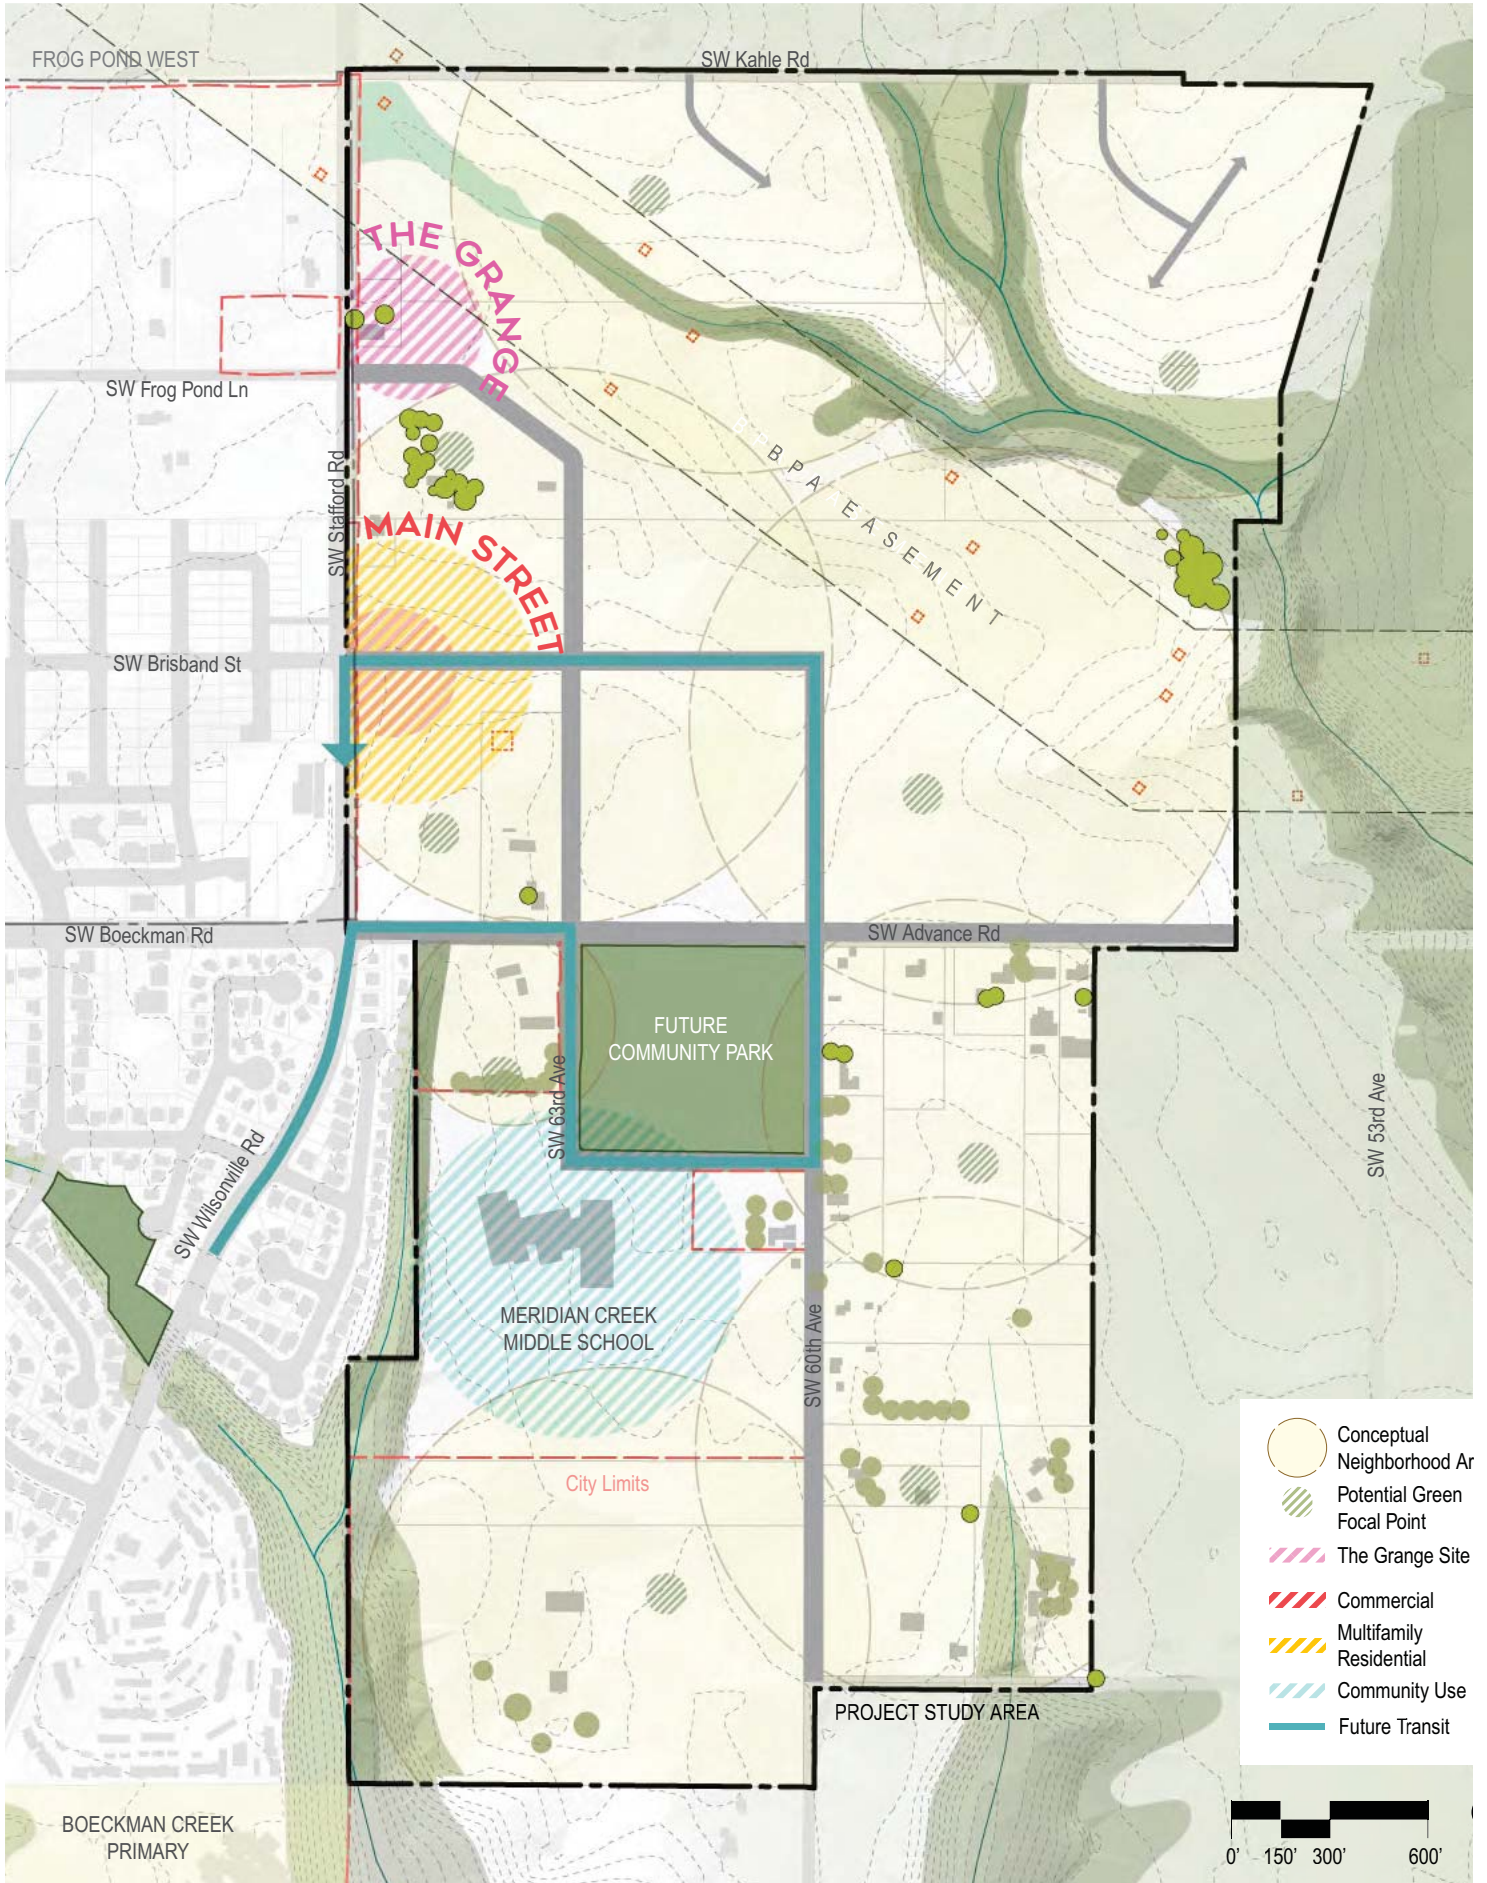 FROG POND WEST
SW Kahle Rd
THE GRANGE
SW Frog Pond Ln
SW Stafford Rd
BPA EASEMENT
MAIN STREET
SW Brisband St
SW Boeckman Rd
SW Advance Rd
FUTURE
COMMUNITY PARK
SW 63rd Ave
SW 53rd Ave
SW Wilsonville Rd
MERIDIAN CREEK
MIDDLE SCHOOL
SW 60th Ave
City Limits
Conceptual
Neighborhood Ar
Potential Green
Focal Point
The Grange Site
Commercial
Multifamily
Residential
Community Use
Future Transit
PROJECT STUDY AREA
BOECKMAN CREEK
PRIMARY
0' 150' 300' 600'